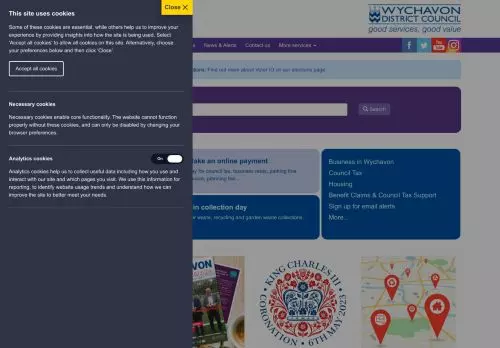 This site uses cookies
Close ✕
Some of these cookies are essential, while others help us to improve your
experience by providing insights into how the site is being used. Select
'Accept all cookies' to allow all cookies on this site. Alternatively, choose
your preferences below and then click 'Close'.
Accept all cookies
Necessary cookies
Necessary cookies enable core functionality. The website cannot function
properly without these cookies, and can only be disabled by changing your
browser preferences.
Analytics cookies
On
Analytics cookies help us to collect useful data including how you use and
interact with our site and which pages you visit. We use this information for
reporting, to identify website usage trends and understand how we can
improve the site to better meet your needs.
WYCHAVON
DISTRICT COUNCIL
good services, good value
News & Alerts
Contact us
More services
You Tube
Find out more about Voter ID on our elections page
Search
ake an online payment
for council tax, business rates, parking fine
planning fee...
in collection day
waste, recycling and garden waste collections.
Business in Wychavon
Council Tax
Housing
Benefit Claims & Council Tax Support
Sign up for email alerts
More...
KING CHARLES III
CORONATION
6TH MAY 2023